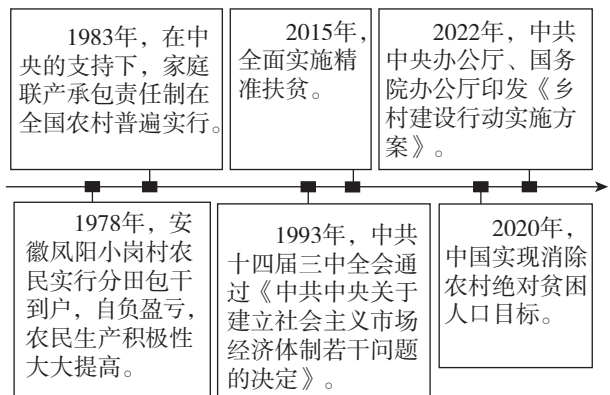 1983年，在中
央的支持下，家庭
联产承包责任制在
全国农村普遍实行。
2015年，
全面实施精
准扶贫。
2022年，中共
中央办公厅、国务
院办公厅印发《乡
村建设行动实施方
案》。
1978年，安
徽凤阳小岗村农
民实行分田包干
到户，自负盈亏，
农民生产积极性
大大提高。
1993年，中共
十四届三中全会通
过《中共中央关于
建立社会主义市场
经济体制若干问题
的决定》。
2020年，
中国实现消除
农村绝对贫困
人口目标。